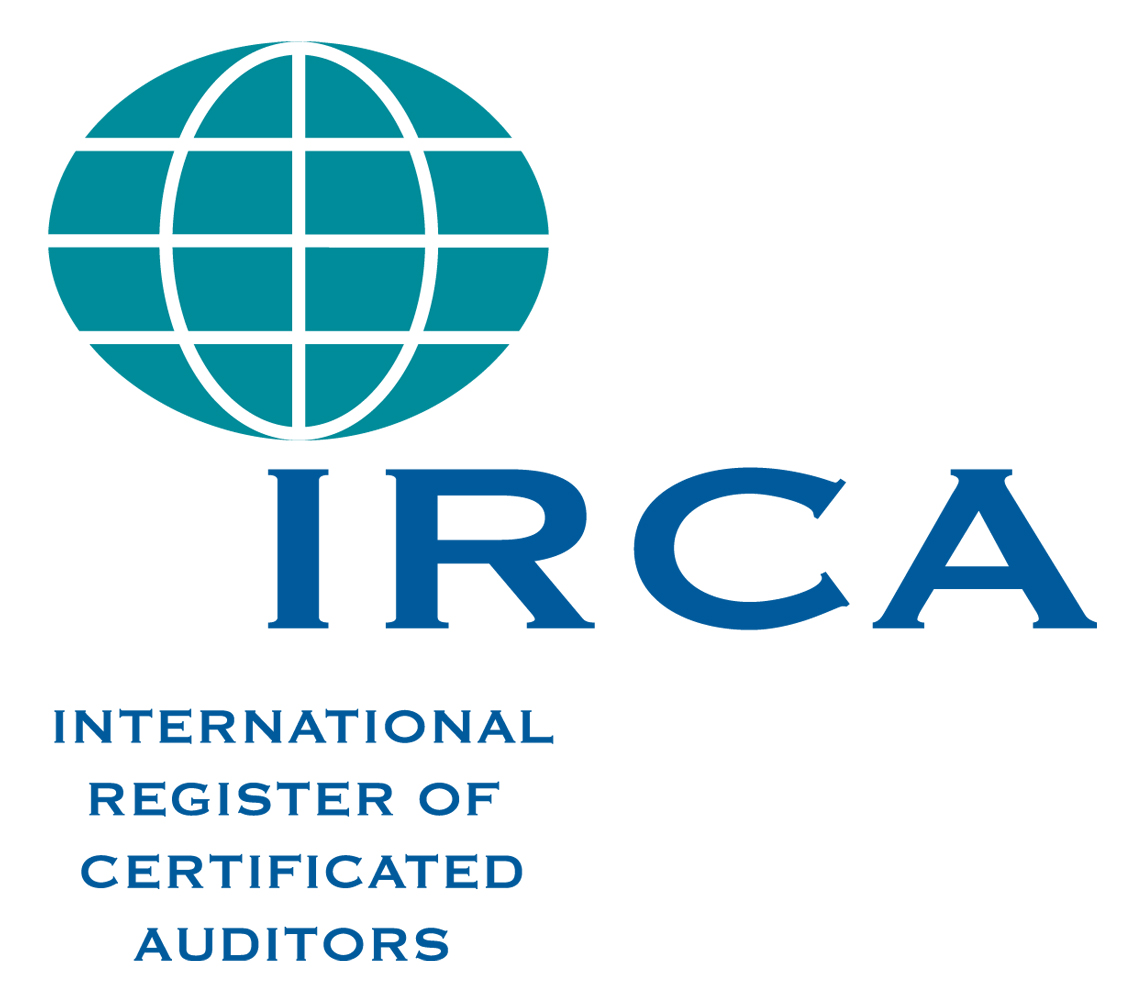 IRCA
INTERNATIONAL
REGISTER OF
CERTIFICATED
AUDITORS